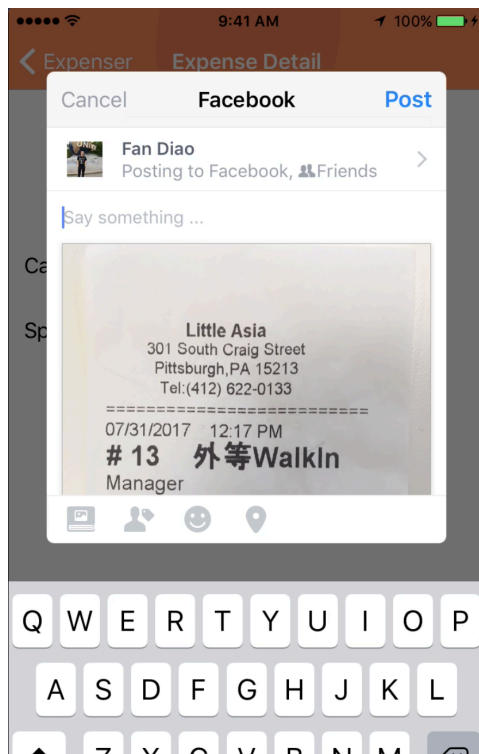 9:41 AM
100%
Expenser
Expense Detail
Cancel
Facebook
Post
Fan Diao
Posting to Facebook, Friends
Say something ...
Ca
Sp
Little Asia
301 South Craig Street
Pittsburgh,PA 15213
Tel:(412) 622-0133
===========================
07/31/2017 12:17 PM
# 13 外等WalkIn
Manager
Q W E R T Y U I O P
A S D F G H J K L
Z X C V B N M